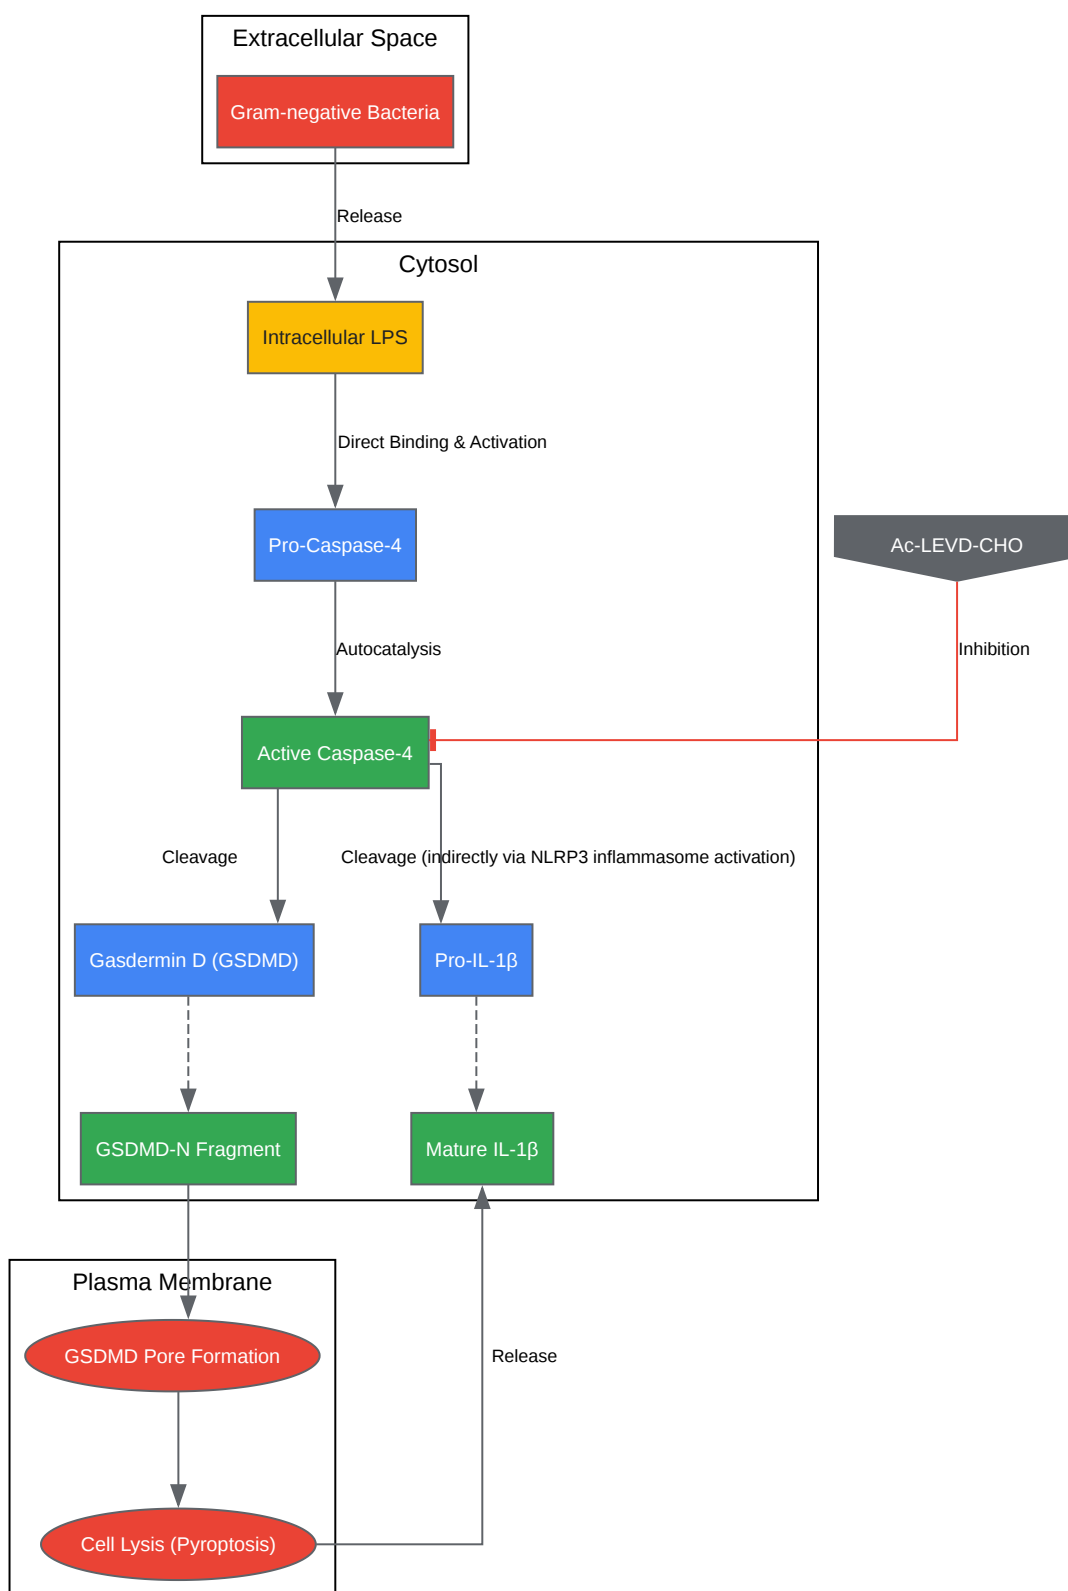 Extracellular Space
Gram-negative Bacteria
Release
Cytosol
Intracellular LPS
Direct Binding & Activation
Pro-Caspase-4
Ac-LEVD-CHO
Autocatalysis
Inhibition
Active Caspase-4
Cleavage
Cleavage (indirectly via NLRP3 inflammasome activation)
Gasdermin D (GSDMD)
Pro-IL-1β
GSDMD-N Fragment
Mature IL-1β
Plasma Membrane
GSDMD Pore Formation
Release
Cell Lysis (Pyroptosis)